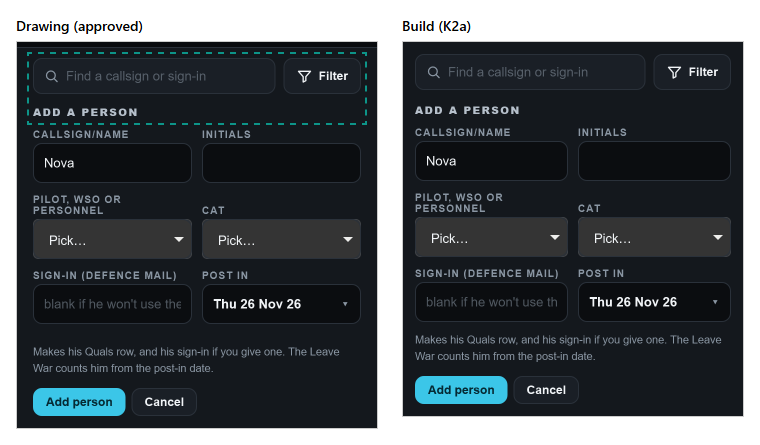 Drawing (approved)
Find a callsign or sign-in
Filter
ADD A PERSON
CALLSIGN/NAME
INITIALS
Nova
PILOT, WSO OR
PERSONNEL
CAT
Pick…
Pick…
SIGN-IN (DEFENCE MAIL)
POST IN
blank if he won't use the
Thu 26 Nov 26
Makes his Quals row, and his sign-in if you give one. The Leave
War counts him from the post-in date.
Add person
Cancel
Build (K2a)
Find a callsign or sign-in
Filter
ADD A PERSON
CALLSIGN/NAME
INITIALS
Nova
PILOT, WSO OR
PERSONNEL
CAT
Pick…
Pick…
SIGN-IN (DEFENCE MAIL)
POST IN
blank if he won't use th
Thu 26 Nov 26
Makes his Quals row, and his sign-in if you give one. The Leave
War counts him from the post-in date.
Add person
Cancel